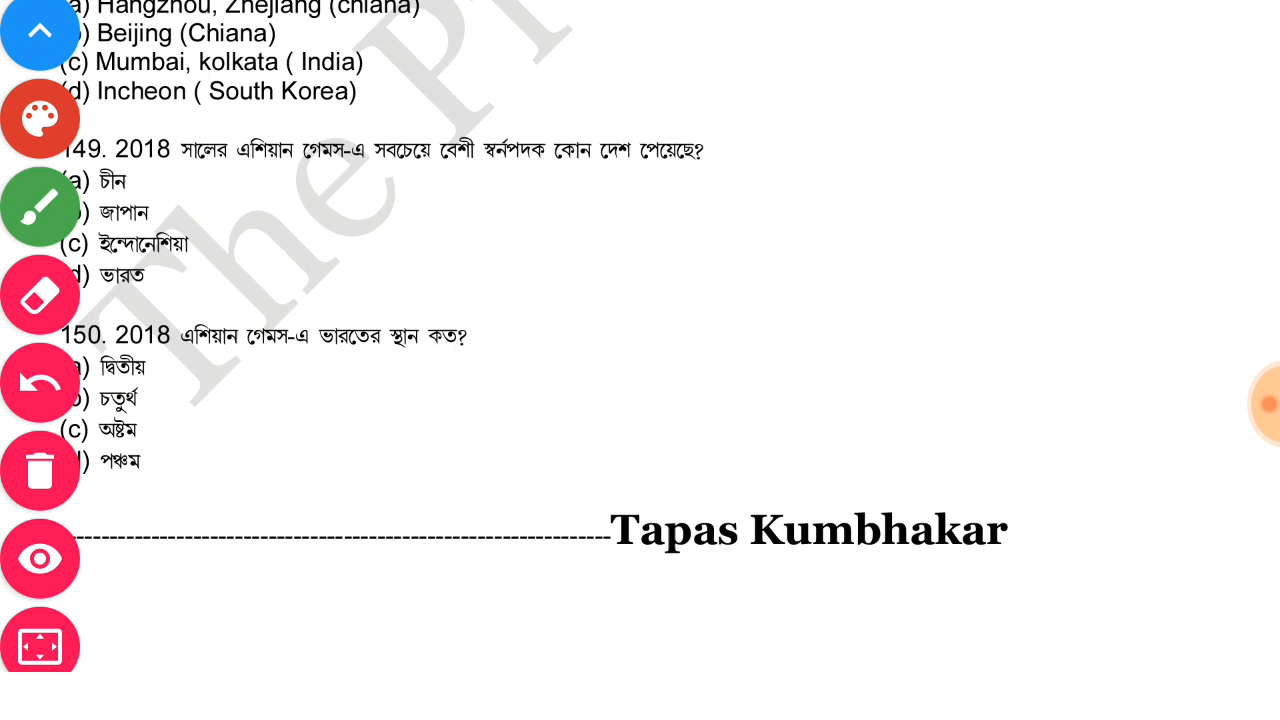 a) Hangzhou, Zhejiang (chiana)
b) Beijing (Chiana)
(c) Mumbai, kolkata ( India)
(d) Incheon ( South Korea)
149. 2018 সালের এশিয়ান গেমস-এ সবচেয়ে বেশী স্বর্নপদক কোন দেশ পেয়েছে?
(a) চীন
b) জাপান
(c) ইন্দোনেশিয়া
d) ভারত
150. 2018 এশিয়ান গেমস-এ ভারতের স্থান কত?
a) দ্বিতীয়
b) চতুর্থ
(c) অষ্টম
d) পঞ্চম
-----------------------------------------------------------------Tapas Kumbhakar
The